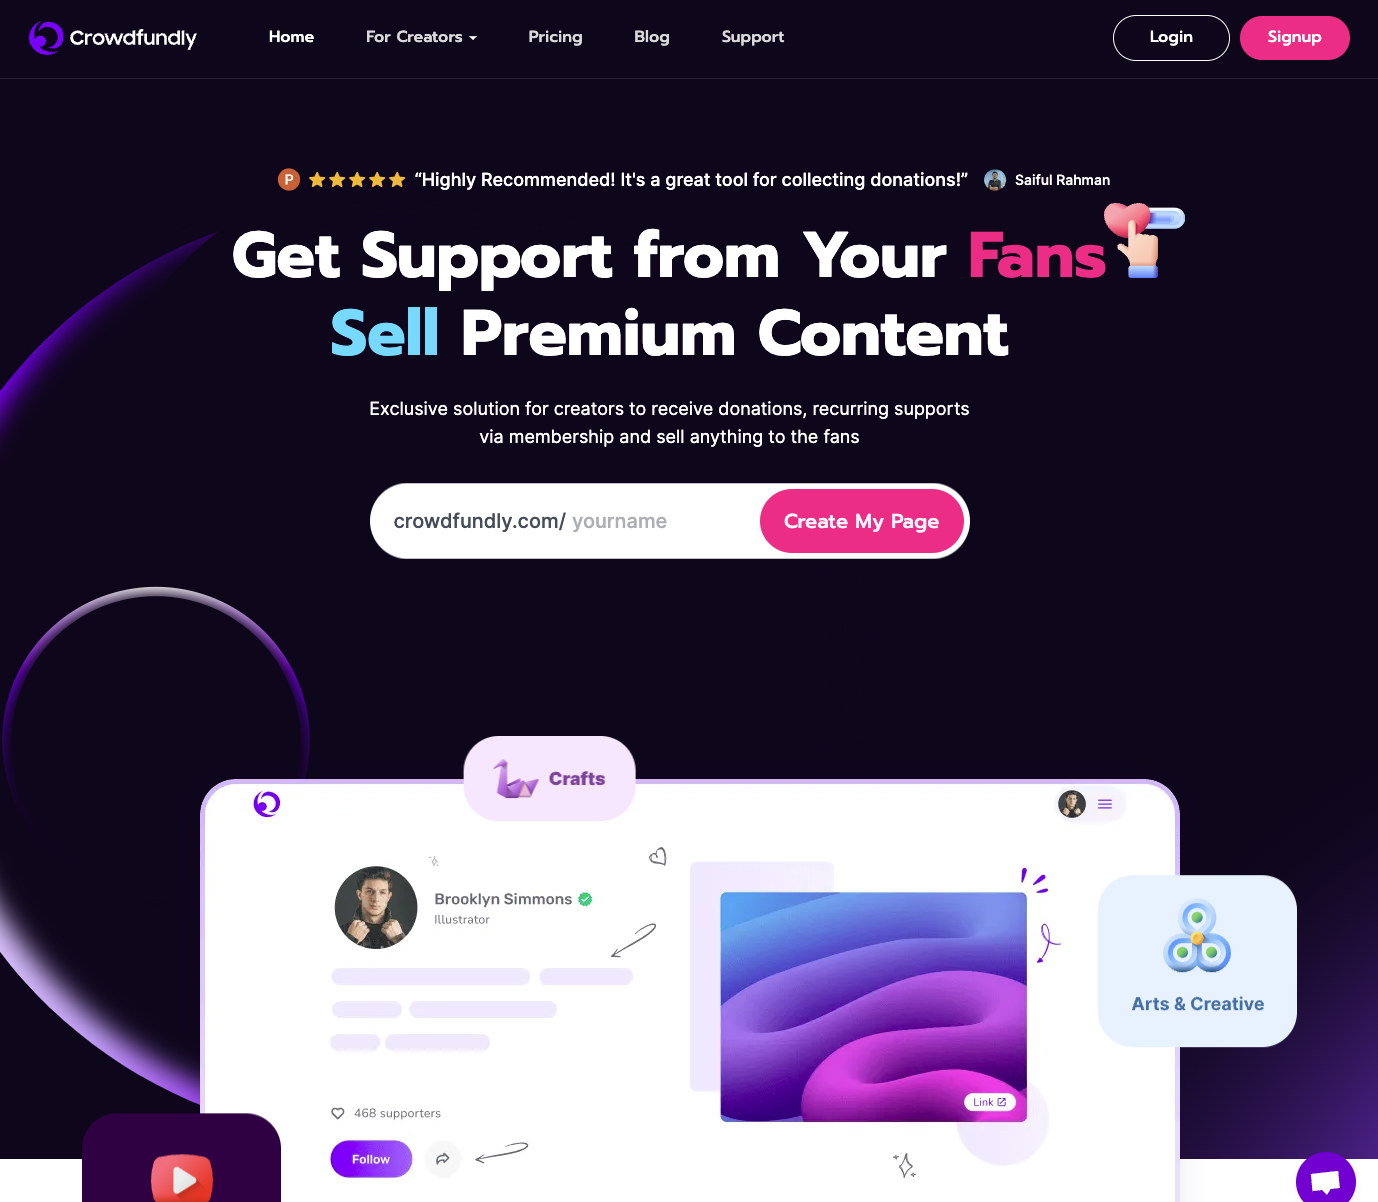 Crowdfundly
Home
For Creators
Pricing
Blog
Support
Login
Signup
P
“Highly Recommended! It's a great tool for collecting donations!”
Saiful Rahman
Get Support from Your Fans
Sell Premium Content
Exclusive solution for creators to receive donations, recurring supports
via membership and sell anything to the fans
crowdfundly.com/ yourname
Create My Page
Crafts
Brooklyn Simmons
Illustrator
Arts & Creative
Link
468 supporters
Follow